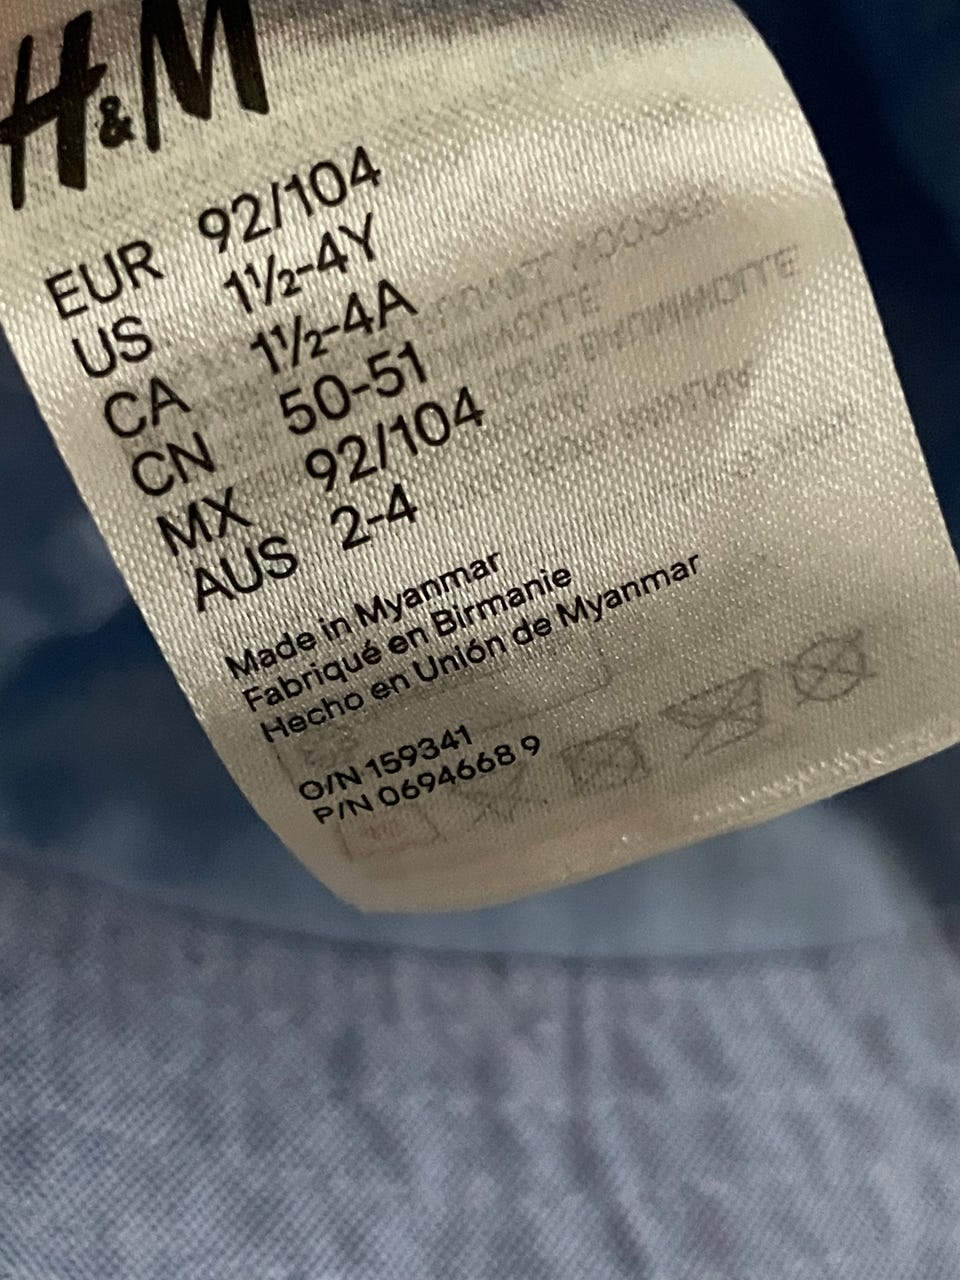 H&M
EUR 92/104
US 1½-4Y
CA 1½-4A
CN 50-51
MX 92/104
AUS 2-4
Made in Myanmar
Fabriqué en Birmanie
Hecho en Unión de Myanmar
O/N 159341
P/N 0694668 9